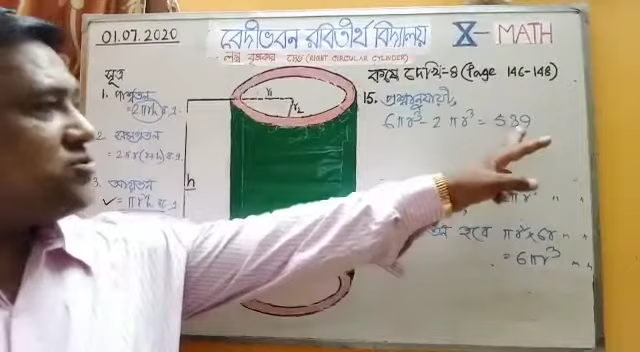 01.07.2020
বেদীভবন রবিতীর্থ বিদ্যালয়
X - MATH
লম্ব বৃত্তাকার চোঙ (RIGHT CIRCULAR CYLINDER)
সূত্র
1. পার্শ্বতল
= 2πrh ব.এ.
2. সমগ্রতল
= 2πr(r+h) ব.এ.
3. আয়তন
✓ = πr²h ঘ.এ.
r₁
r₂
h
কষে দেখি-8 (Page 146-148)
15. প্রশ্নানুযায়ী,
6πr³ - 2πr³ = 539
হবে πr²×6r " "
= 6πr³ " "